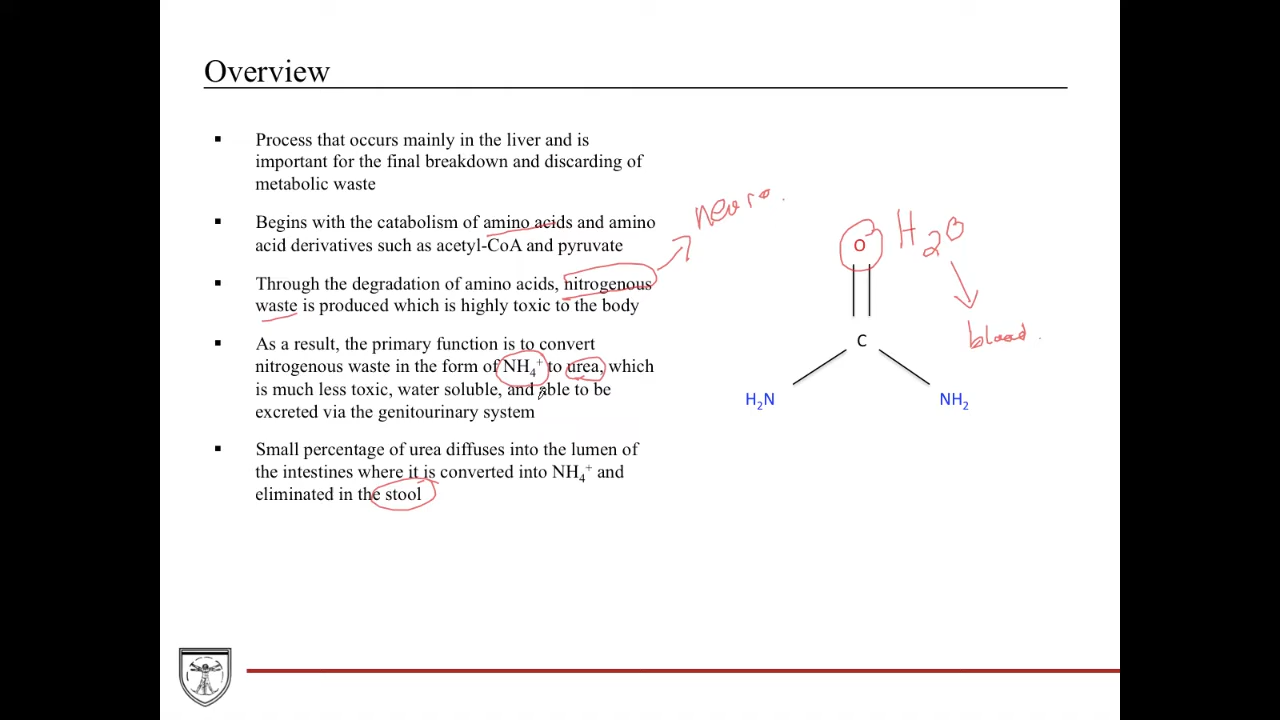 Overview
▪ Process that occurs mainly in the liver and is
important for the final breakdown and discarding of
metabolic waste
▪ Begins with the catabolism of amino acids and amino
acid derivatives such as acetyl-CoA and pyruvate
▪ Through the degradation of amino acids, nitrogenous
waste is produced which is highly toxic to the body
▪ As a result, the primary function is to convert
nitrogenous waste in the form of NH₄⁺ to urea, which
is much less toxic, water soluble, and able to be
excreted via the genitourinary system
▪ Small percentage of urea diffuses into the lumen of
the intestines where it is converted into NH₄⁺ and
eliminated in the stool
neuro.
O
H₂O
blood.
C
H₂N
NH₂